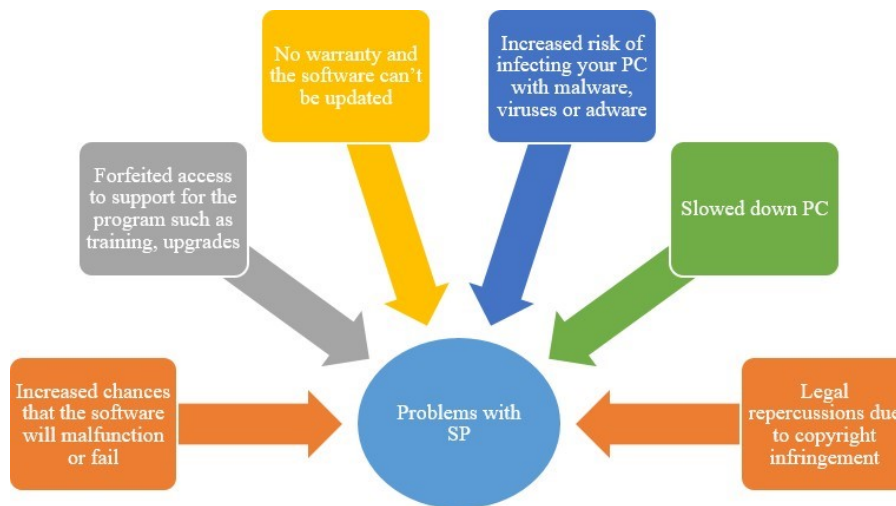 No warranty and
the software can't
be updated
Increased risk of
infecting your PC
with malware,
viruses or adware
Forfeited access
to support for the
program such as
training, upgrades
Slowed down PC
Increased chances
that the software
will malfunction
or fail
Problems with
SP
Legal
repercussions due
to copyright
infringement